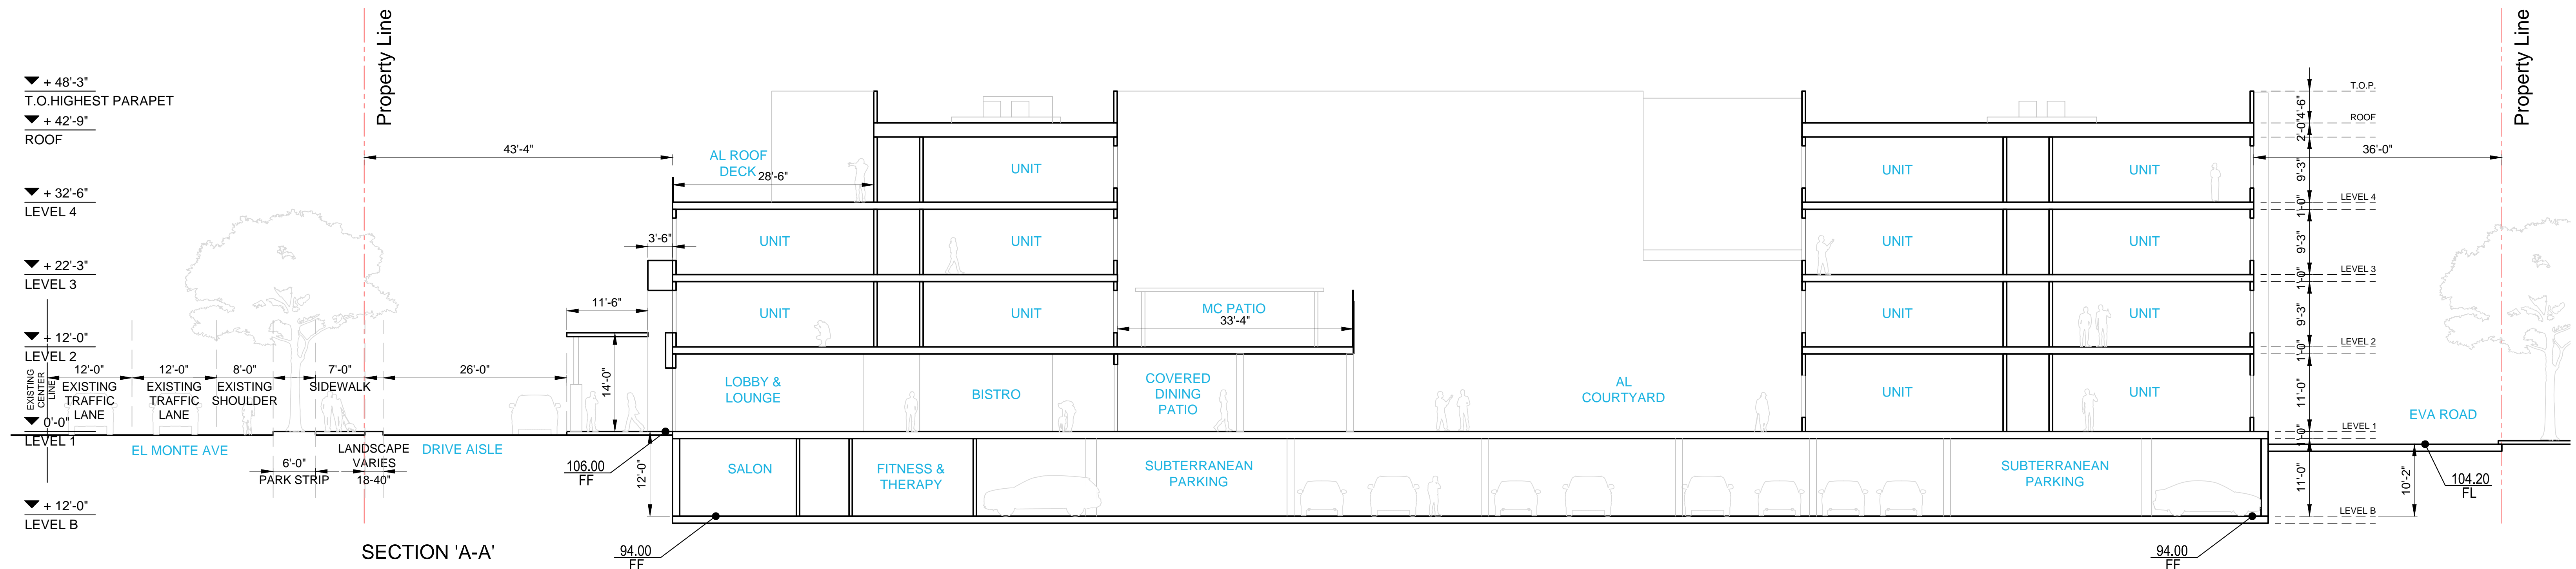 Property Line
Property Line
+ 48'-3"
T.O.HIGHEST PARAPET
+ 42'-9"
ROOF
+ 32'-6"
LEVEL 4
+ 22'-3"
LEVEL 3
+ 12'-0"
LEVEL 2
0'-0"
LEVEL 1
+ 12'-0"
LEVEL B
EXISTING
CENTER
LINE
12'-0"
EXISTING
TRAFFIC
LANE
12'-0"
EXISTING
TRAFFIC
LANE
8'-0"
EXISTING
SHOULDER
7'-0"
SIDEWALK
26'-0"
EL MONTE AVE
6'-0"
PARK STRIP
LANDSCAPE
VARIES
18-40"
DRIVE AISLE
43'-4"
11'-6"
3'-6"
14'-0"
AL ROOF
DECK
28'-6"
UNIT
UNIT
UNIT
UNIT
UNIT
LOBBY &
LOUNGE
BISTRO
MC PATIO
33'-4"
COVERED
DINING
PATIO
AL
COURTYARD
UNIT
UNIT
UNIT
UNIT
UNIT
UNIT
UNIT
UNIT
106.00
FF
12'-0"
SALON
FITNESS &
THERAPY
SUBTERRANEAN
PARKING
SUBTERRANEAN
PARKING
94.00
FF
94.00
FF
4'-6"
2'-0"
9'-3"
1'-0"
9'-3"
1'-0"
9'-3"
1'-0"
11'-0"
1'-0"
11'-0"
T.O.P.
ROOF
LEVEL 4
LEVEL 3
LEVEL 2
LEVEL 1
LEVEL B
36'-0"
EVA ROAD
10'-2"
104.20
FL
SECTION 'A-A'